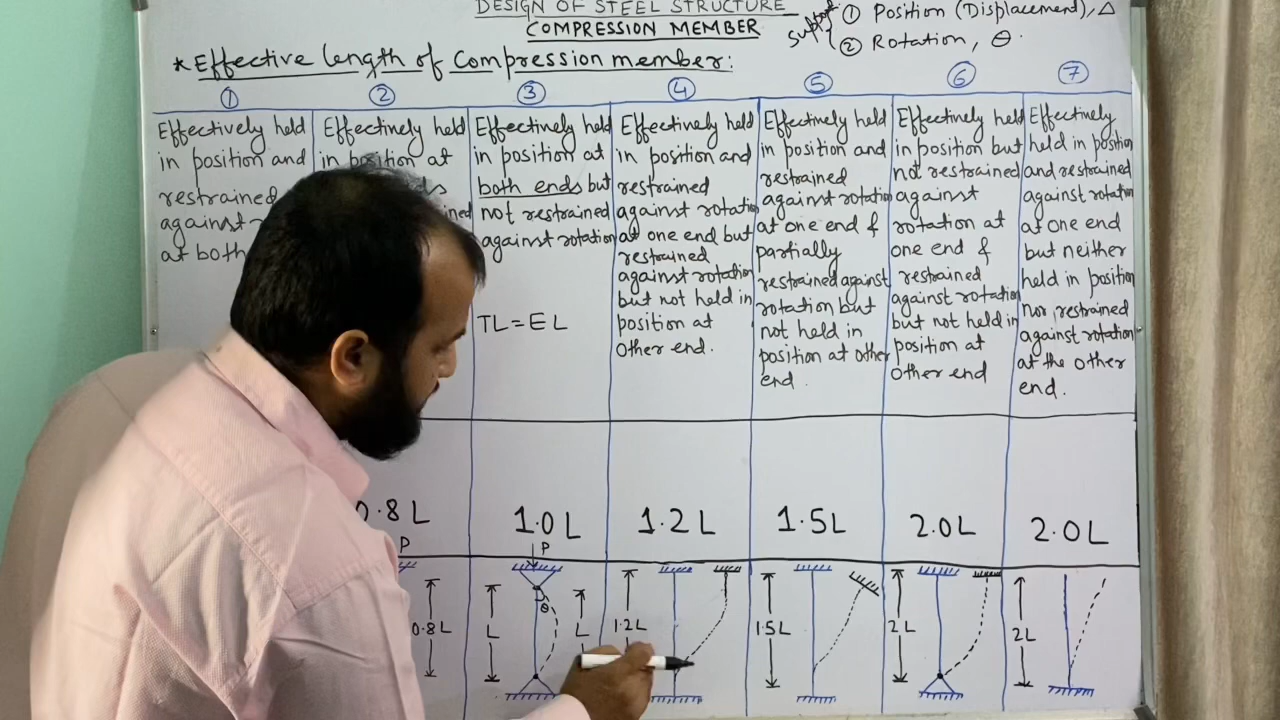 DESIGN OF STEEL STRUCTURE
COMPRESSION MEMBER
Support
① Position (Displacement), Δ
② Rotation, θ.
* Effective length of compression member:
①
Effectively held
in position and
restrained
against
at both
②
Effectively held
in position at
0.8 L
P
0.8 L
③
Effectively held
in position at
both ends but
not restrained
against rotation
TL = EL
1.0 L
P
θ
L
L
④
Effectively held
in position and
restrained
against rotation
at one end but
restrained
against rotation
but not held in
position at
other end.
1.2 L
1.2 L
⑤
Effectively held
in position and
restrained
against rotation
at one end &
partially
restrained against
rotation but
not held in
position at other
end.
1.5 L
1.5 L
⑥
Effectively held
in position but
not restrained
against
rotation at
one end &
restrained
against rotation
but not held in
position at
other end
2.0 L
2 L
⑦
Effectively
held in position
and restrained
against rotation
at one end
but neither
held in position
nor restrained
against rotation
at the other
end.
2.0 L
2L